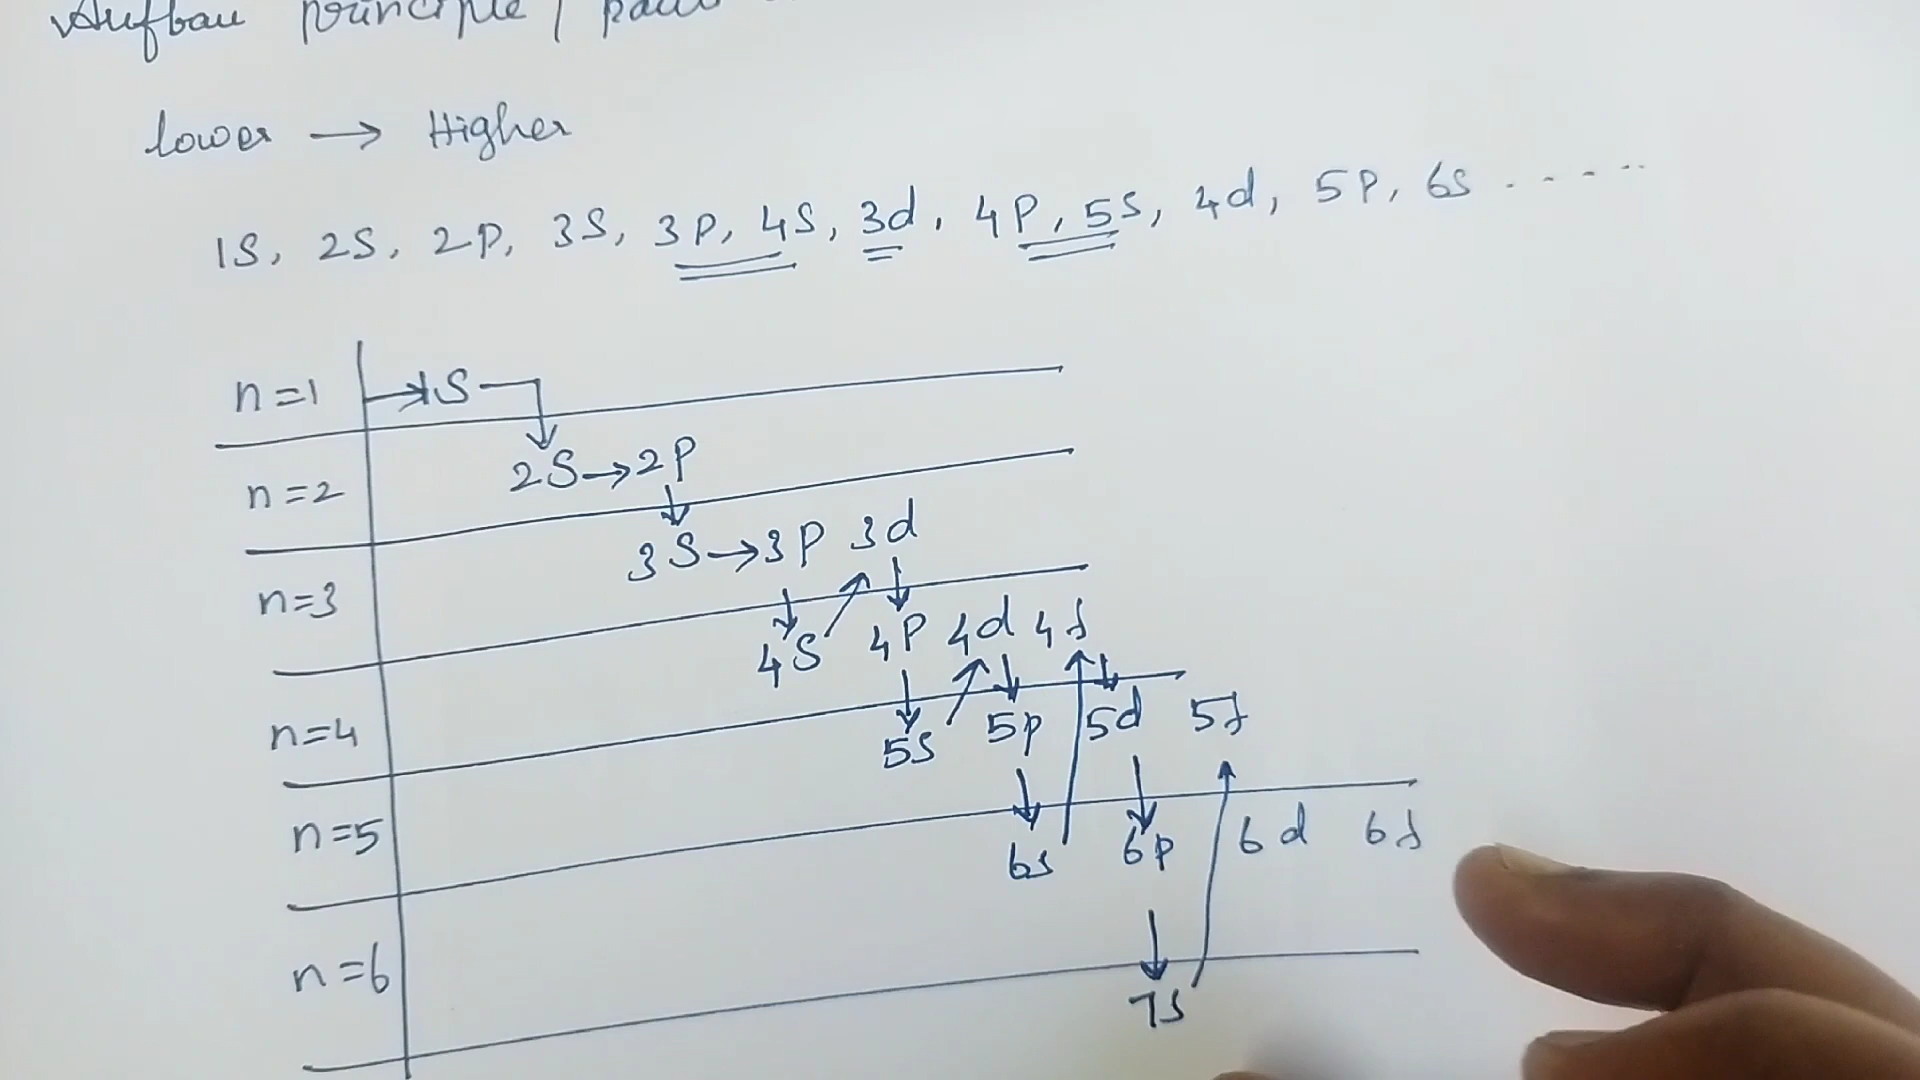 Aufbau principle /
lower → Higher
1S, 2S, 2P, 3S, 3P, 4S, 3d, 4P, 5S, 4d, 5P, 6S ......
n=1 →1S
n=2 2S→2P
n=3 3S→3P 3d
n=4 4S 4P 4d 4f
n=5 5s 5p 5d 5f
n=6 6s 6p 6d 6f
7s